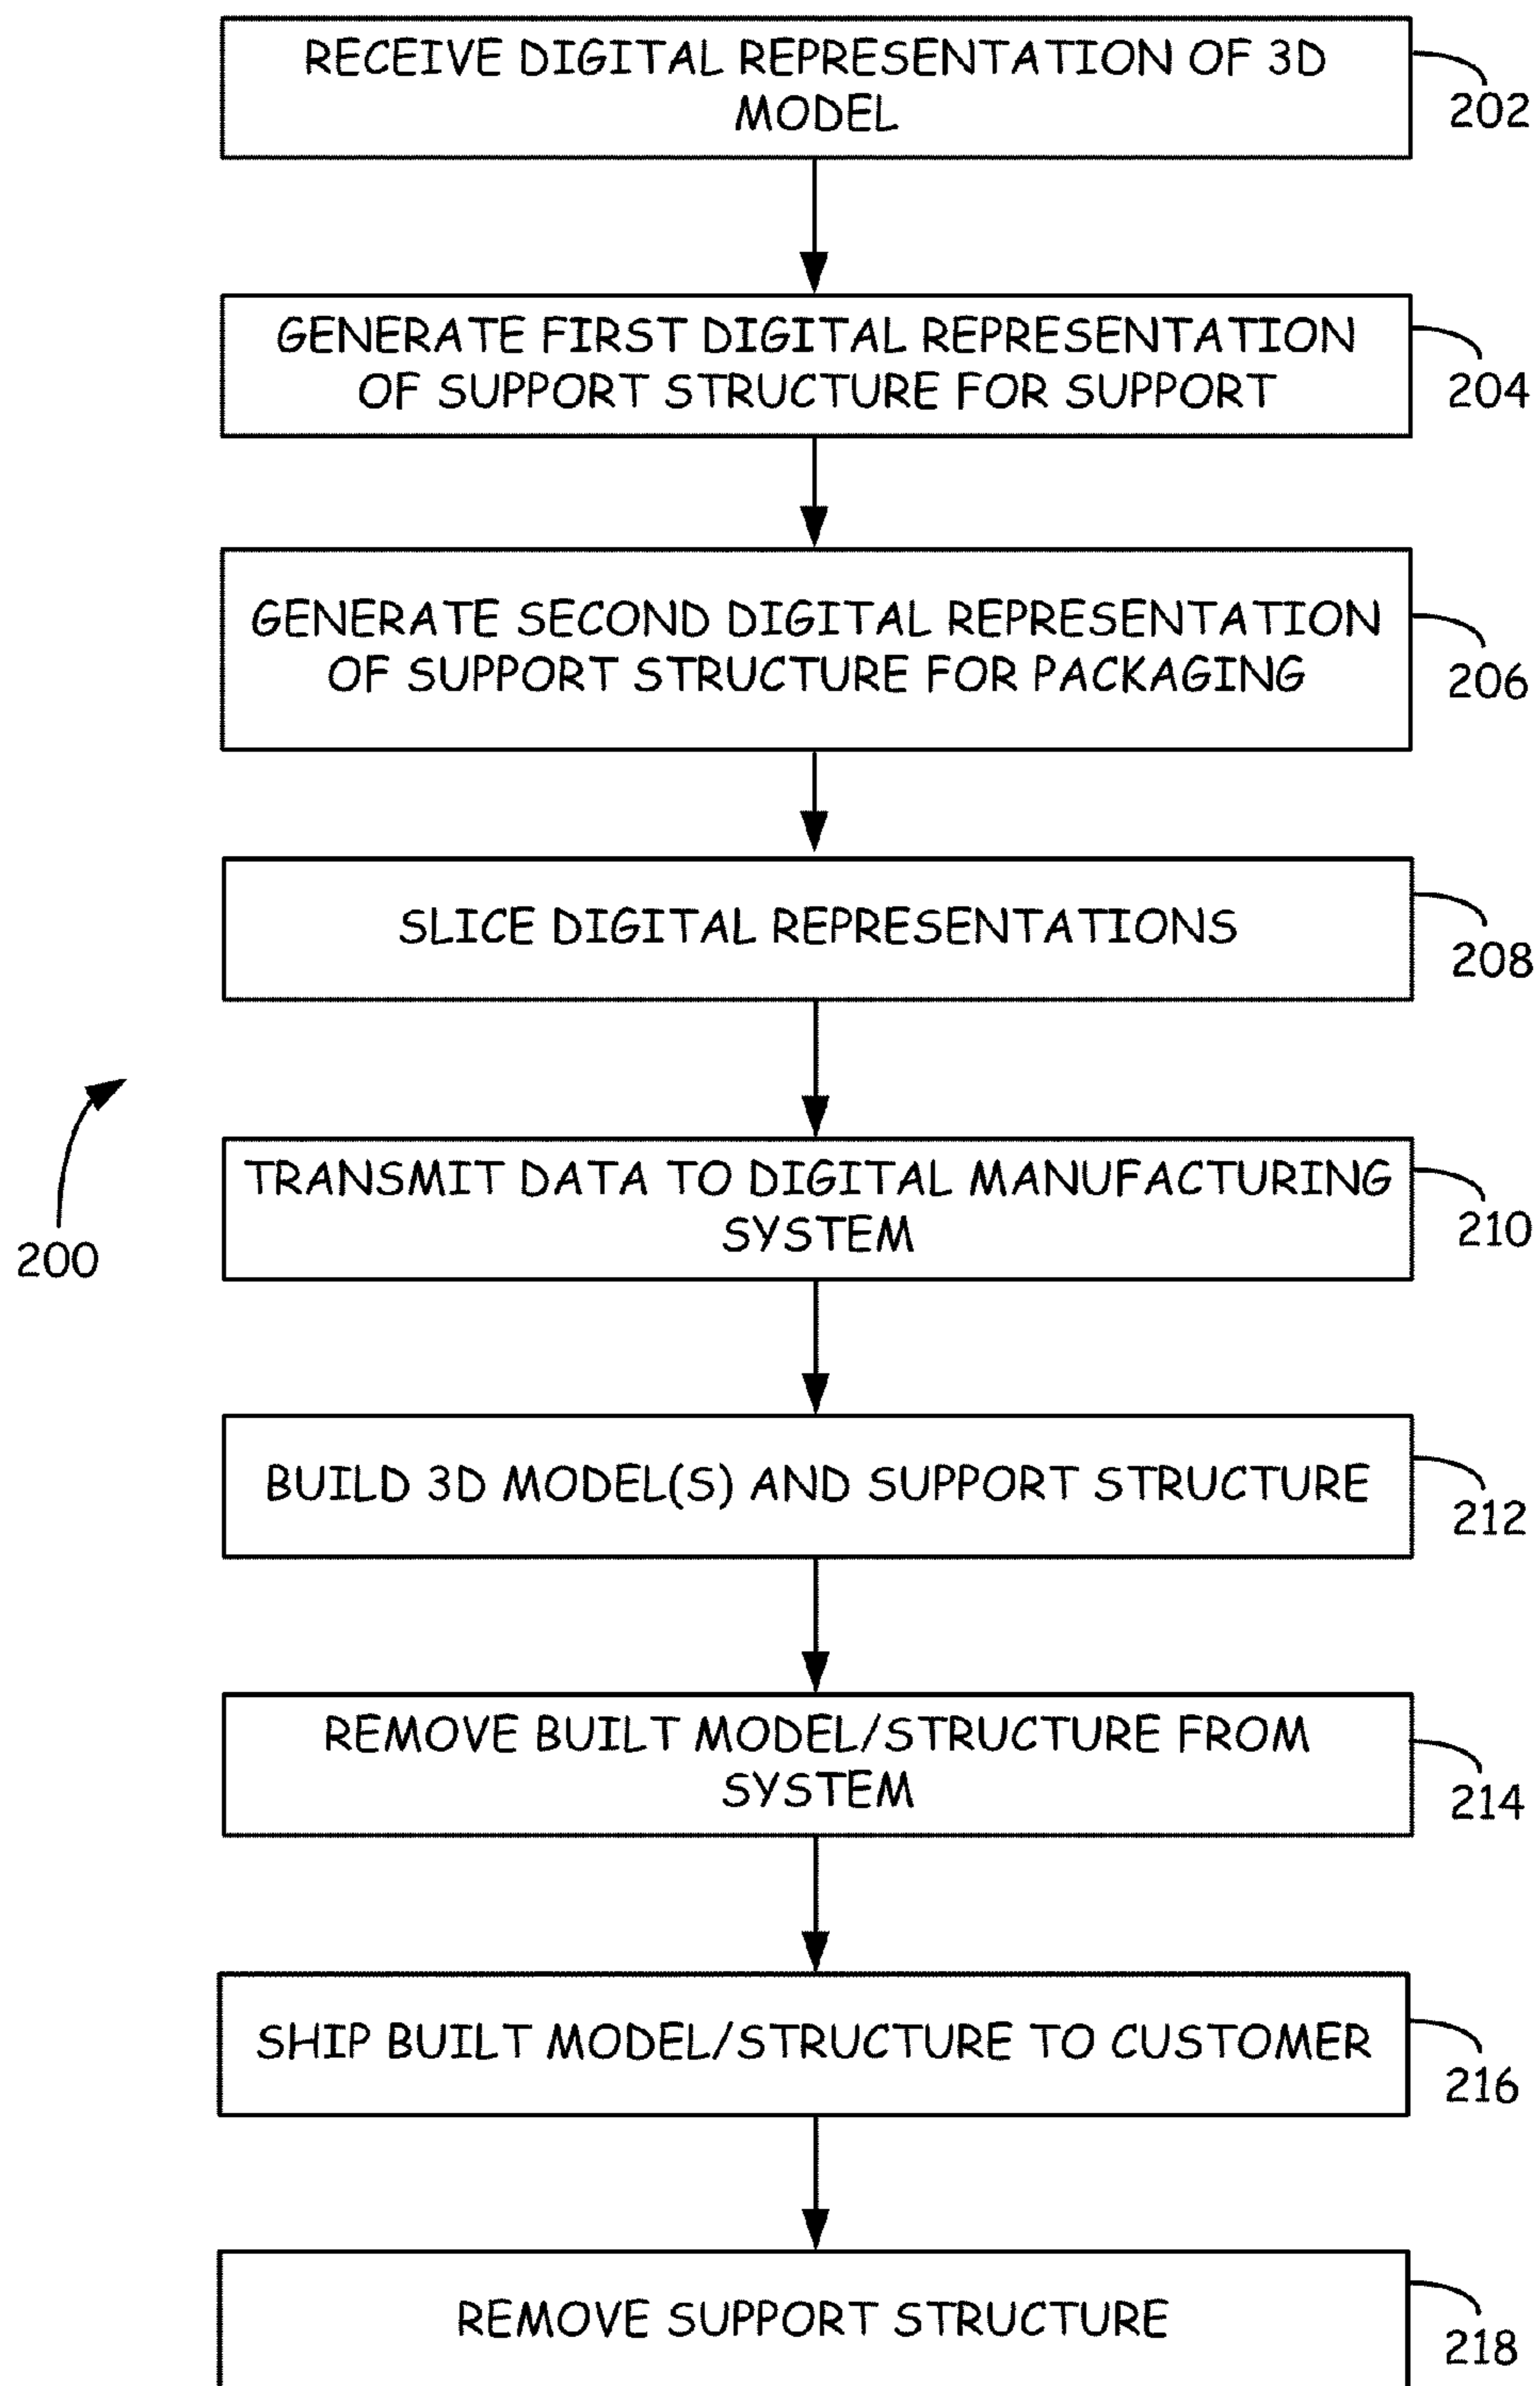 RECEIVE DIGITAL REPRESENTATION OF 3D
MODEL
202
GENERATE FIRST DIGITAL REPRESENTATION
OF SUPPORT STRUCTURE FOR SUPPORT
204
GENERATE SECOND DIGITAL REPRESENTATION
OF SUPPORT STRUCTURE FOR PACKAGING
206
SLICE DIGITAL REPRESENTATIONS
208
TRANSMIT DATA TO DIGITAL MANUFACTURING
SYSTEM
210
200
BUILD 3D MODEL(S) AND SUPPORT STRUCTURE
212
REMOVE BUILT MODEL/STRUCTURE FROM
SYSTEM
214
SHIP BUILT MODEL/STRUCTURE TO CUSTOMER
216
REMOVE SUPPORT STRUCTURE
218